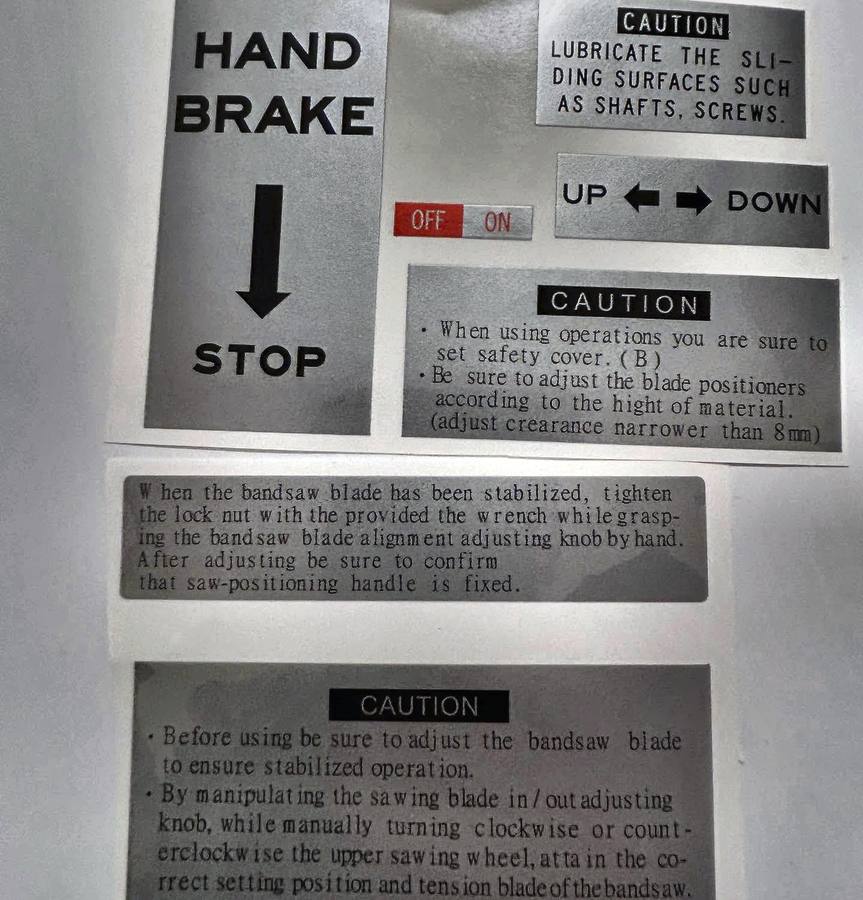 HAND
BRAKE
STOP
CAUTION
LUBRICATE THE SLI-
DING SURFACES SUCH
AS SHAFTS, SCREWS.
OFF ON
UP DOWN
CAUTION
· When using operations you are sure to
set safety cover. (B)
· Be sure to adjust the blade positioners
according to the hight of material.
(adjust crearance narrower than 8mm)
When the bandsaw blade has been stabilized, tighten
the lock nut with the provided the wrench while grasp-
ing the bandsaw blade alignment adjusting knob by hand.
After adjusting be sure to confirm
that saw-positioning handle is fixed.
CAUTION
· Before using be sure to adjust the bandsaw blade
to ensure stabilized operation.
· By manipulating the sawing blade in/out adjusting
knob, while manually turning clockwise or count-
erclockwise the upper sawing wheel, attain the co-
rrect setting position and tension blade of the bandsaw.